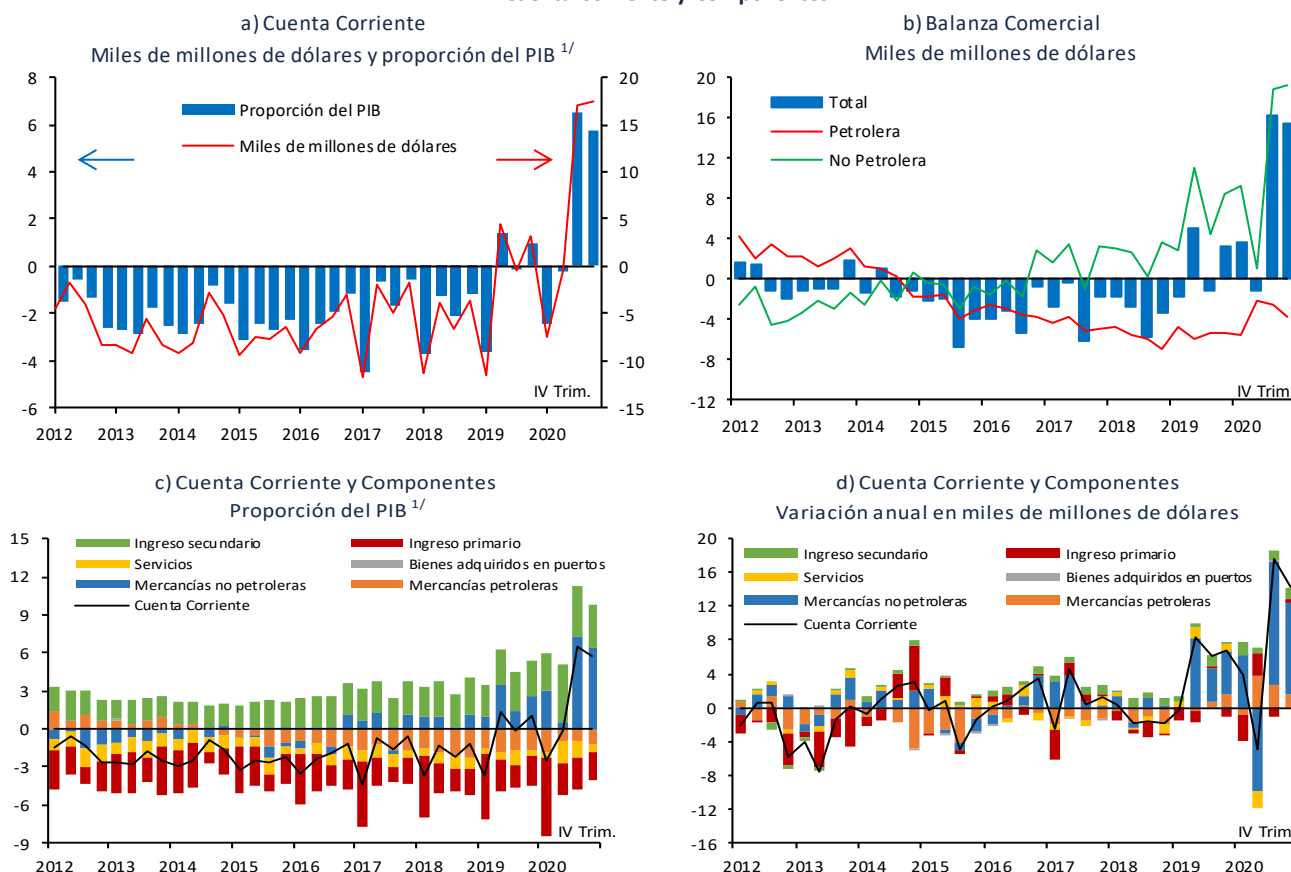 a) Cuenta Corriente
Miles de millones de dólares y proporción del PIB 1/
8
6
4
2
0
-2
-4
-6
20
15
10
5
0
-5
-10
-15
Proporción del PIB
Miles de millones de dólares
IV Trim.
2012 2013 2014 2015 2016 2017 2018 2019 2020
b) Balanza Comercial
Miles de millones de dólares
20
16
12
8
4
0
-4
-8
-12
Total
Petrolera
No Petrolera
IV Trim
2012 2013 2014 2015 2016 2017 2018 2019 2020
c) Cuenta Corriente y Componentes
Proporción del PIB 1/
15
12
9
6
3
0
-3
-6
-9
Ingreso secundario Ingreso primario
Servicios Bienes adquiridos en puertos
Mercancías no petroleras Mercancías petroleras
Cuenta Corriente
IV Trim.
2012 2013 2014 2015 2016 2017 2018 2019 2020
d) Cuenta Corriente y Componentes
Variación anual en miles de millones de dólares
20
16
12
8
4
0
-4
-8
-12
-16
Ingreso secundario Ingreso primario
Servicios Bienes adquiridos en puertos
Mercancías no petroleras Mercancías petroleras
Cuenta Corriente
IV Trim
2012 2013 2014 2015 2016 2017 2018 2019 2020